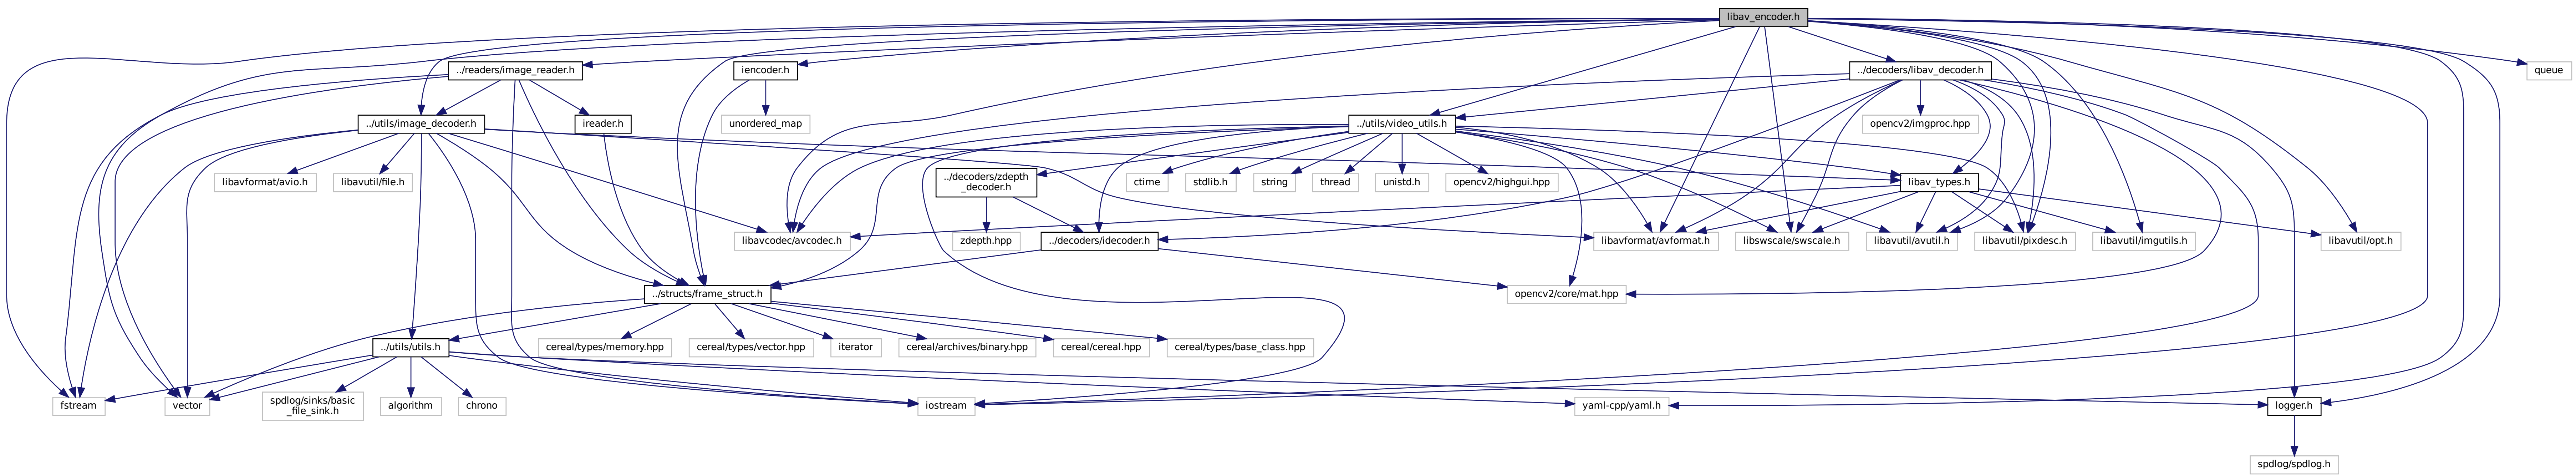 libav_encoder.h
../readers/image_reader.h
iencoder.h
../decoders/libav_decoder.h
queue
../utils/image_decoder.h
ireader.h
unordered_map
../utils/video_utils.h
opencv2/imgproc.hpp
libavformat/avio.h
libavutil/file.h
../decoders/zdepth
_decoder.h
ctime
stdlib.h
string
thread
unistd.h
opencv2/highgui.hpp
libav_types.h
libavcodec/avcodec.h
zdepth.hpp
../decoders/idecoder.h
libavformat/avformat.h
libswscale/swscale.h
libavutil/avutil.h
libavutil/pixdesc.h
libavutil/imgutils.h
libavutil/opt.h
../structs/frame_struct.h
opencv2/core/mat.hpp
../utils/utils.h
cereal/types/memory.hpp
cereal/types/vector.hpp
iterator
cereal/archives/binary.hpp
cereal/cereal.hpp
cereal/types/base_class.hpp
fstream
vector
spdlog/sinks/basic
_file_sink.h
algorithm
chrono
iostream
yaml-cpp/yaml.h
logger.h
spdlog/spdlog.h